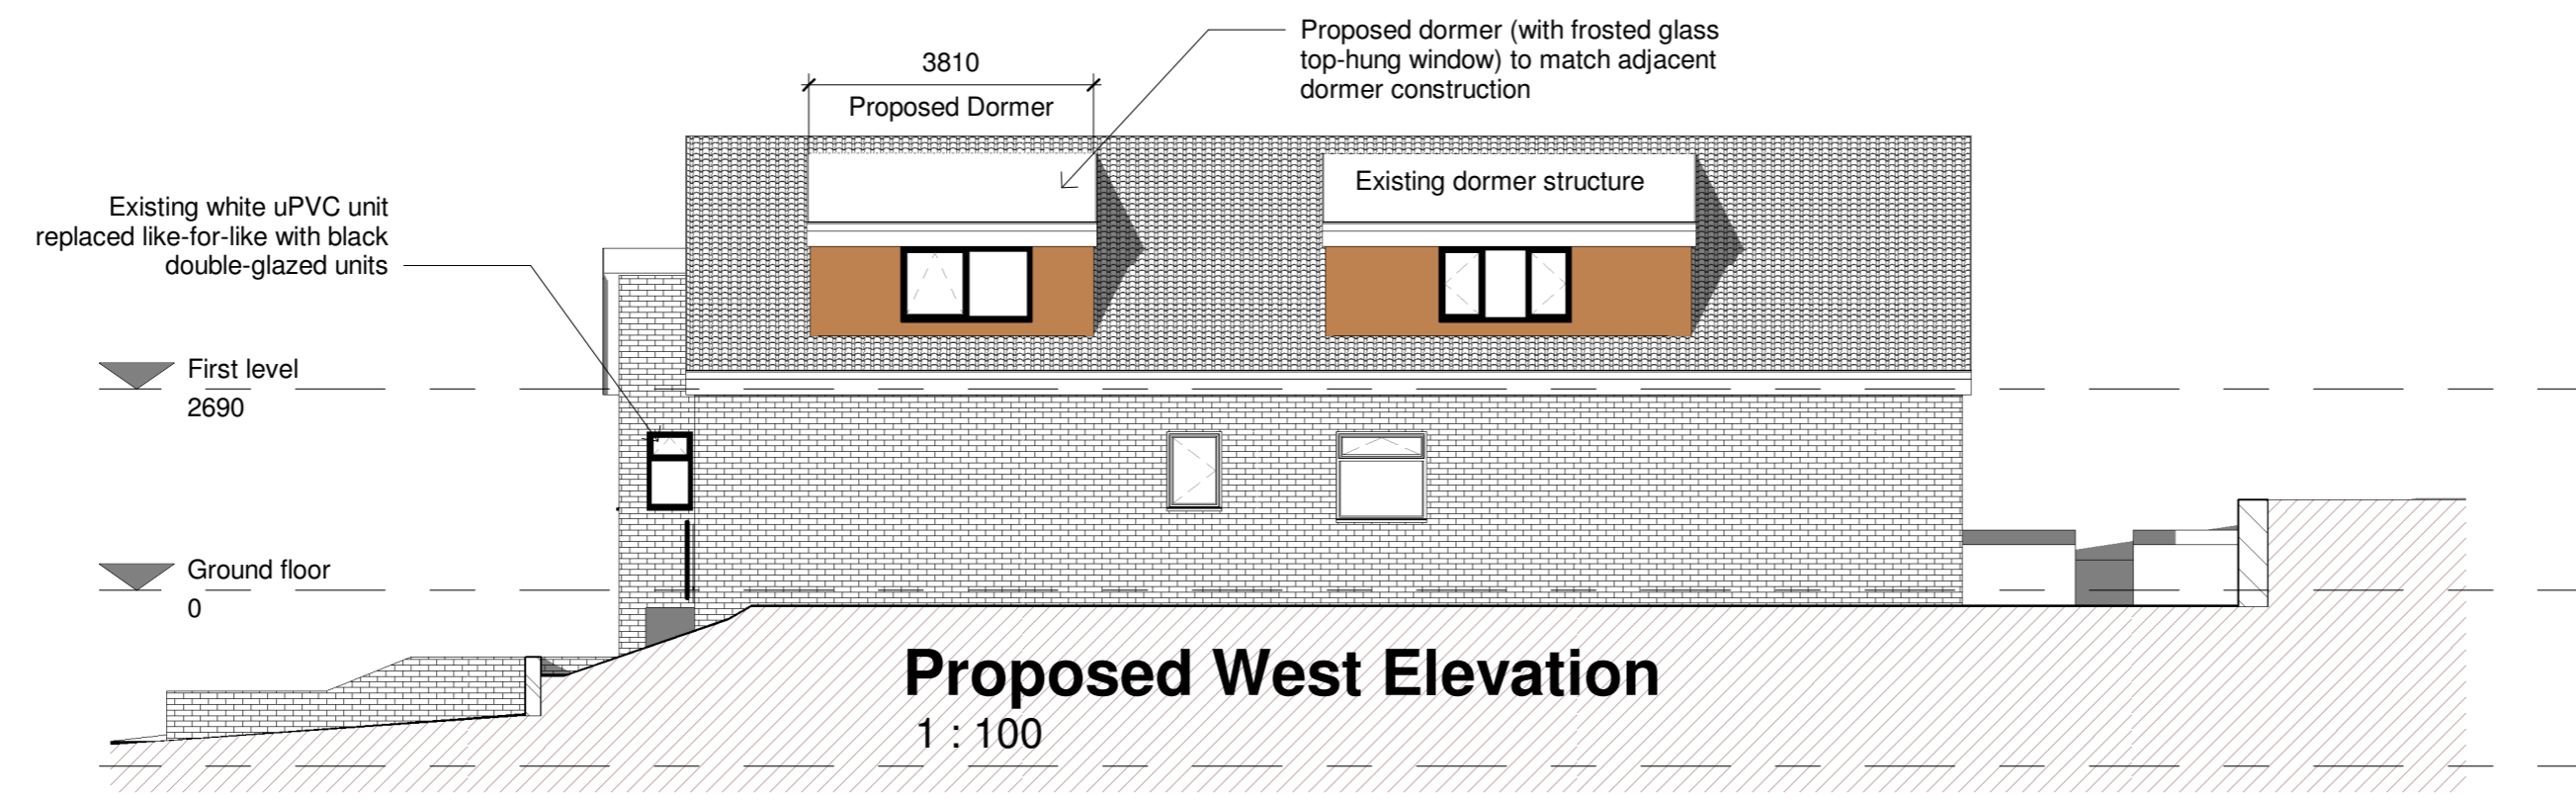 Proposed dormer (with frosted glass
top-hung window) to match adjacent
dormer construction
3810
Proposed Dormer
Existing dormer structure
Existing white uPVC unit
replaced like-for-like with black
double-glazed units
First level
2690
Ground floor
0
Proposed West Elevation
1 : 100